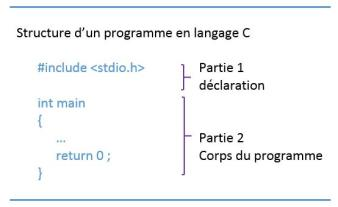 Structure d'un programme en langage C
#include <stdio.h>
Partie 1
déclaration
int main
{
...
return 0 ;
}
Partie 2
Corps du programme